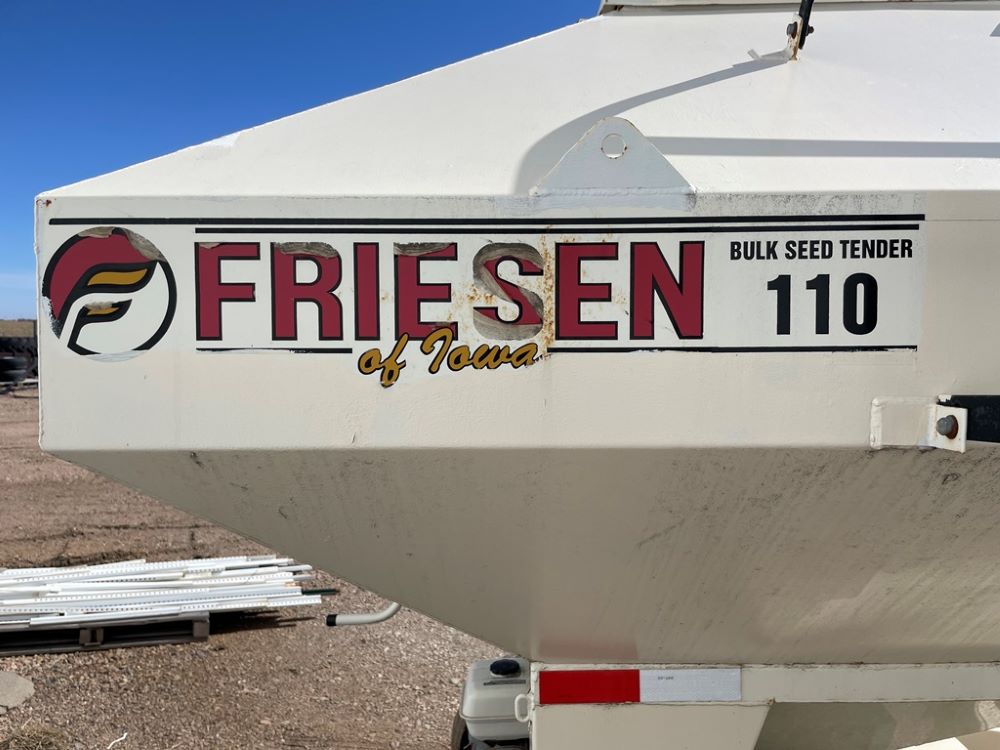 FRIESEN
of Iowa
BULK SEED TENDER
110